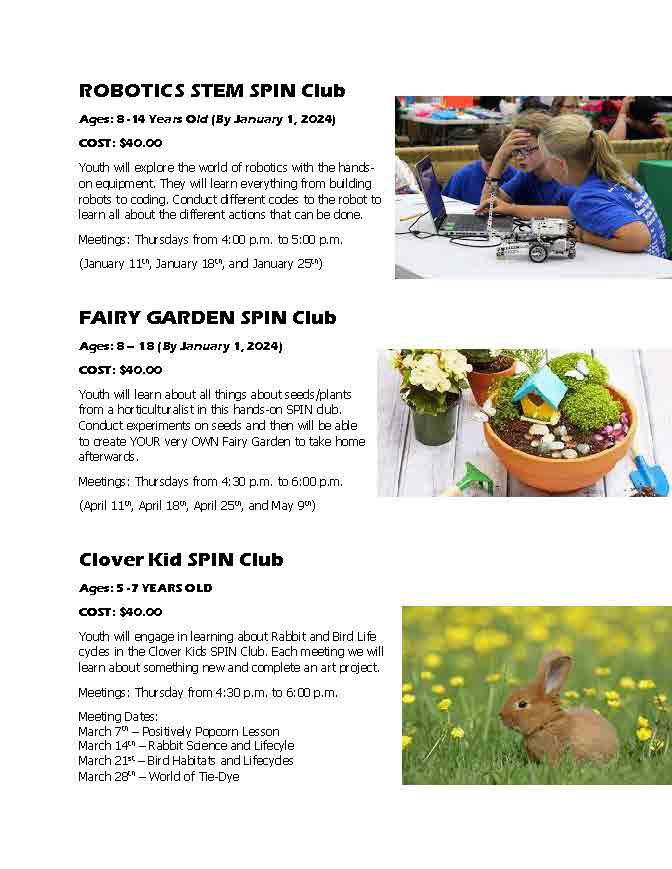 ROBOTICS STEM SPIN Club
Ages: 8-14 Years Old (By January 1, 2024)
COST: $40.00
Youth will explore the world of robotics with the hands-
on equipment. They will learn everything from building
robots to coding. Conduct different codes to the robot to
learn all about the different actions that can be done.
Meetings: Thursdays from 4:00 p.m. to 5:00 p.m.
(January 11th, January 18th, and January 25th)
FAIRY GARDEN SPIN Club
Ages: 8 – 18 (By January 1, 2024)
COST: $40.00
Youth will learn about all things about seeds/plants
from a horticulturalist in this hands-on SPIN club.
Conduct experiments on seeds and then will be able
to create YOUR very OWN Fairy Garden to take home
afterwards.
Meetings: Thursdays from 4:30 p.m. to 6:00 p.m.
(April 11th, April 18th, April 25th, and May 9th)
Clover Kid SPIN Club
Ages: 5 -7 YEARS OLD
COST: $40.00
Youth will engage in learning about Rabbit and Bird Life
cycles in the Clover Kids SPIN Club. Each meeting we will
learn about something new and complete an art project.
Meetings: Thursday from 4:30 p.m. to 6:00 p.m.
Meeting Dates:
March 7th – Positively Popcorn Lesson
March 14th – Rabbit Science and Lifecyle
March 21st – Bird Habitats and Lifecycles
March 28th – World of Tie-Dye